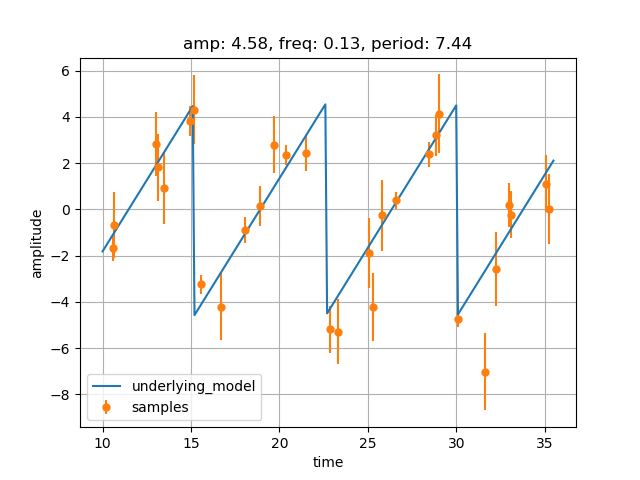 amp: 4.58, freq: 0.13, period: 7.44
6
4
2
0
−2
−4
−6
−8
amplitude
underlying_model
samples
10 15 20 25 30 35
time